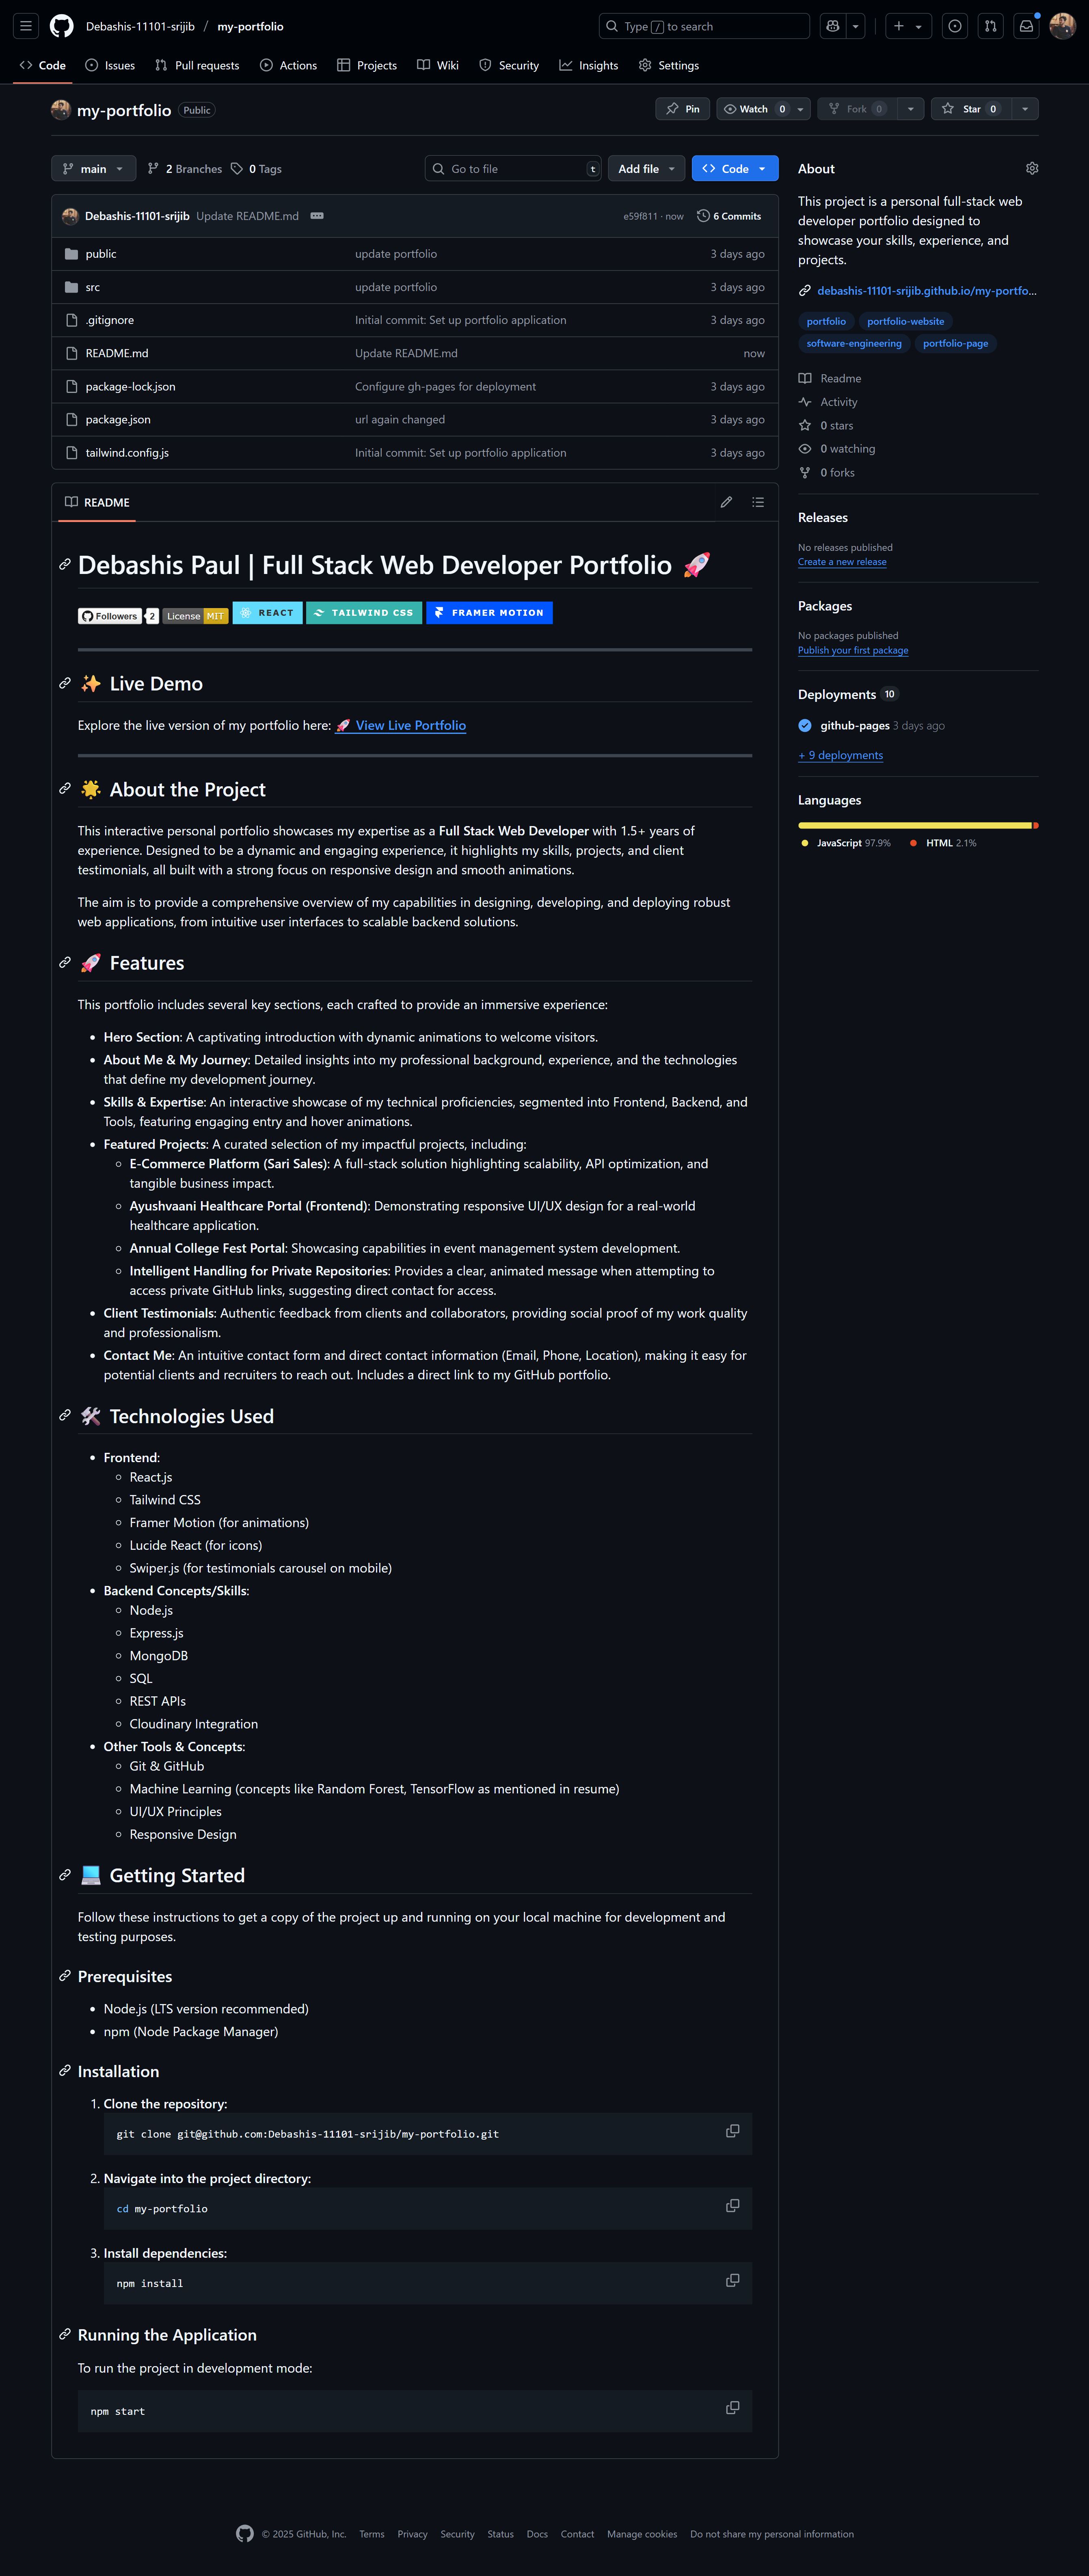 Debashis-11101-srijib / my-portfolio
Type / to search
Code Issues Pull requests Actions Projects Wiki Security Insights Settings
my-portfolio Public
Pin Watch 0 Fork 0 Star 0
main 2 Branches 0 Tags
Go to file t
Add file Code
Debashis-11101-srijib Update README.md e59f811 · now 6 Commits
public update portfolio 3 days ago
src update portfolio 3 days ago
.gitignore Initial commit: Set up portfolio application 3 days ago
README.md Update README.md now
package-lock.json Configure gh-pages for deployment 3 days ago
package.json url again changed 3 days ago
tailwind.config.js Initial commit: Set up portfolio application 3 days ago
README
Debashis Paul | Full Stack Web Developer Portfolio 🚀
Followers 2 License MIT REACT TAILWIND CSS FRAMER MOTION
✨ Live Demo
Explore the live version of my portfolio here: 🚀 View Live Portfolio
🌟 About the Project
This interactive personal portfolio showcases my expertise as a Full Stack Web Developer with 1.5+ years of
experience. Designed to be a dynamic and engaging experience, it highlights my skills, projects, and client
testimonials, all built with a strong focus on responsive design and smooth animations.
The aim is to provide a comprehensive overview of my capabilities in designing, developing, and deploying robust
web applications, from intuitive user interfaces to scalable backend solutions.
🚀 Features
This portfolio includes several key sections, each crafted to provide an immersive experience:
• Hero Section: A captivating introduction with dynamic animations to welcome visitors.
• About Me & My Journey: Detailed insights into my professional background, experience, and the technologies
that define my development journey.
• Skills & Expertise: An interactive showcase of my technical proficiencies, segmented into Frontend, Backend, and
Tools, featuring engaging entry and hover animations.
• Featured Projects: A curated selection of my impactful projects, including:
◦ E-Commerce Platform (Sari Sales): A full-stack solution highlighting scalability, API optimization, and
tangible business impact.
◦ Ayushvaani Healthcare Portal (Frontend): Demonstrating responsive UI/UX design for a real-world
healthcare application.
◦ Annual College Fest Portal: Showcasing capabilities in event management system development.
◦ Intelligent Handling for Private Repositories: Provides a clear, animated message when attempting to
access private GitHub links, suggesting direct contact for access.
• Client Testimonials: Authentic feedback from clients and collaborators, providing social proof of my work quality
and professionalism.
• Contact Me: An intuitive contact form and direct contact information (Email, Phone, Location), making it easy for
potential clients and recruiters to reach out. Includes a direct link to my GitHub portfolio.
🛠️ Technologies Used
• Frontend:
◦ React.js
◦ Tailwind CSS
◦ Framer Motion (for animations)
◦ Lucide React (for icons)
◦ Swiper.js (for testimonials carousel on mobile)
• Backend Concepts/Skills:
◦ Node.js
◦ Express.js
◦ MongoDB
◦ SQL
◦ REST APIs
◦ Cloudinary Integration
• Other Tools & Concepts:
◦ Git & GitHub
◦ Machine Learning (concepts like Random Forest, TensorFlow as mentioned in resume)
◦ UI/UX Principles
◦ Responsive Design
💻 Getting Started
Follow these instructions to get a copy of the project up and running on your local machine for development and
testing purposes.
Prerequisites
• Node.js (LTS version recommended)
• npm (Node Package Manager)
Installation
1. Clone the repository:
git clone git@github.com:Debashis-11101-srijib/my-portfolio.git
2. Navigate into the project directory:
cd my-portfolio
3. Install dependencies:
npm install
Running the Application
To run the project in development mode:
npm start
About
This project is a personal full-stack web
developer portfolio designed to
showcase your skills, experience, and
projects.
debashis-11101-srijib.github.io/my-portfo...
portfolio portfolio-website
software-engineering portfolio-page
Readme
Activity
0 stars
0 watching
0 forks
Releases
No releases published
Create a new release
Packages
No packages published
Publish your first package
Deployments 10
github-pages 3 days ago
+ 9 deployments
Languages
JavaScript 97.9% HTML 2.1%
© 2025 GitHub, Inc. Terms Privacy Security Status Docs Contact Manage cookies Do not share my personal information